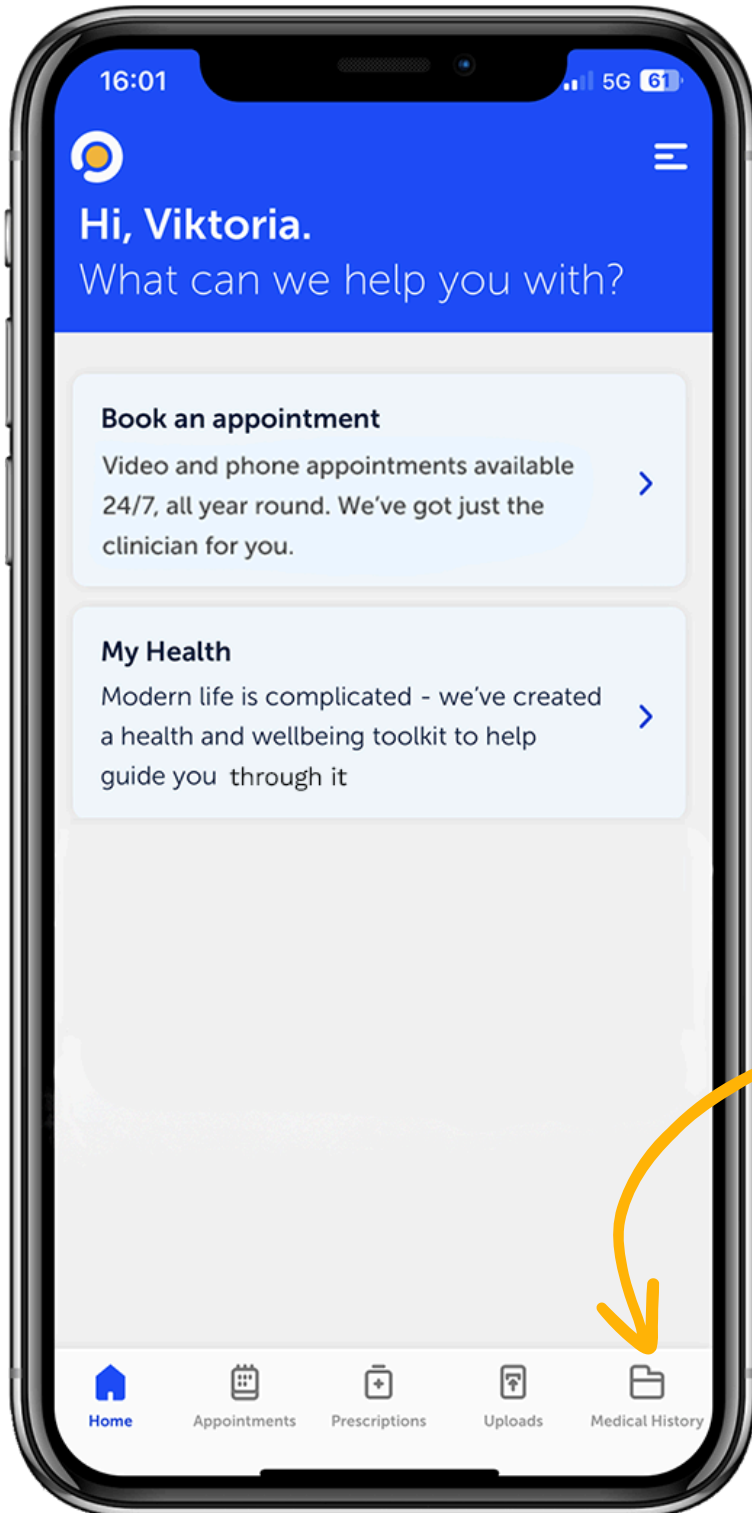 16:01
5G 61
Hi, Viktoria.
What can we help you with?
Book an appointment
Video and phone appointments available
24/7, all year round. We’ve got just the
clinician for you.
My Health
Modern life is complicated - we’ve created
a health and wellbeing toolkit to help
guide you through it
Home
Appointments
Prescriptions
Uploads
Medical History